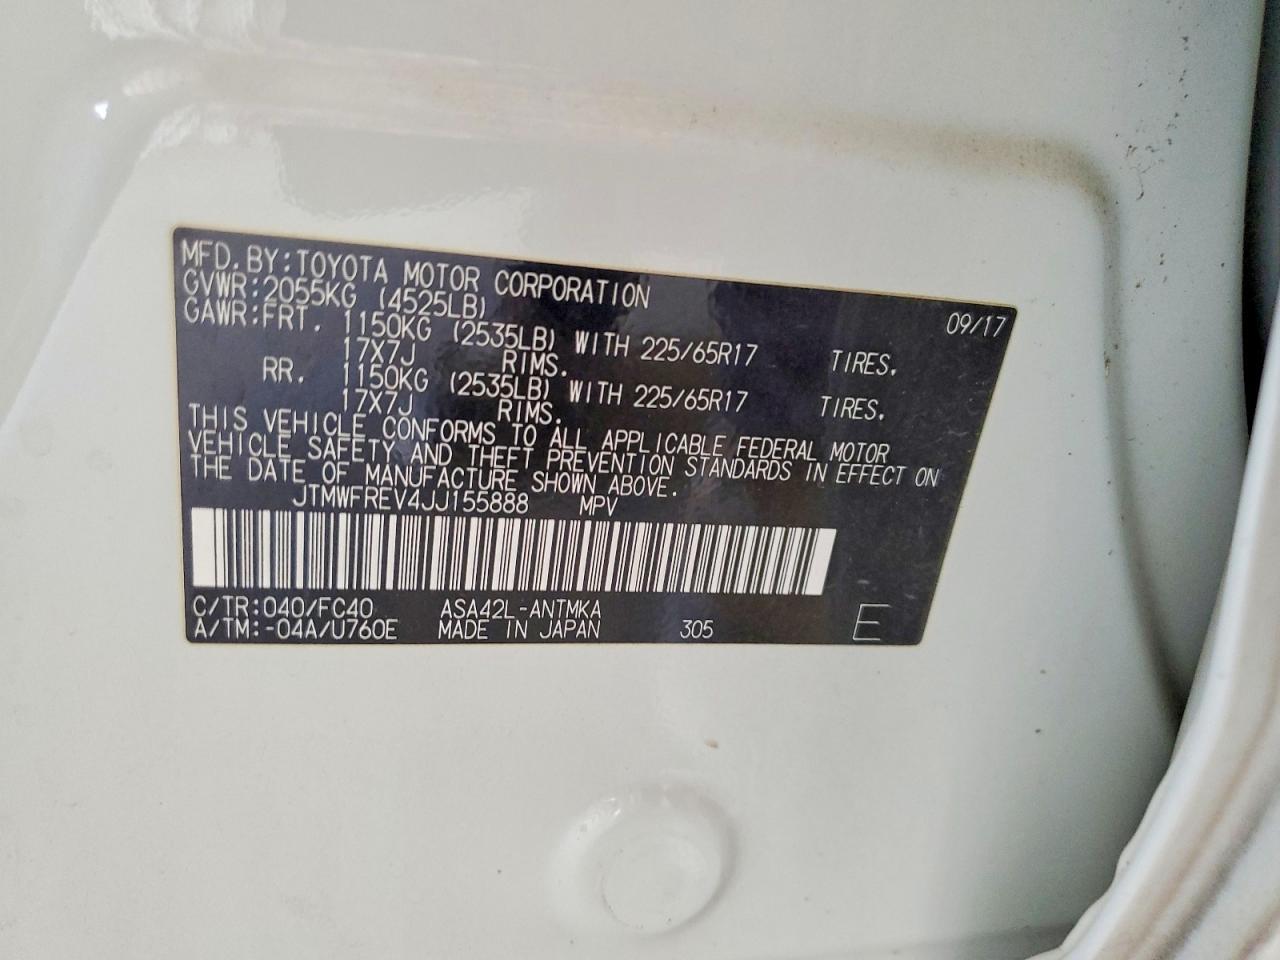 MFD.BY:TOYOTA MOTOR CORPORATION 09/17
GVWR:2055KG (4525LB)
GAWR:FRT. 1150KG (2535LB) WITH 225/65R17 TIRES.
17X7J RIMS.
RR. 1150KG (2535LB) WITH 225/65R17 TIRES.
17X7J RIMS.
THIS VEHICLE CONFORMS TO ALL APPLICABLE FEDERAL MOTOR
VEHICLE SAFETY AND THEFT PREVENTION STANDARDS IN EFFECT ON
THE DATE OF MANUFACTURE SHOWN ABOVE.
JTMWFREV4JJ155888 MPV
C/TR:040/FC40 ASA42L-ANTMKA
A/TM:-04A/U760E MADE IN JAPAN 305 E